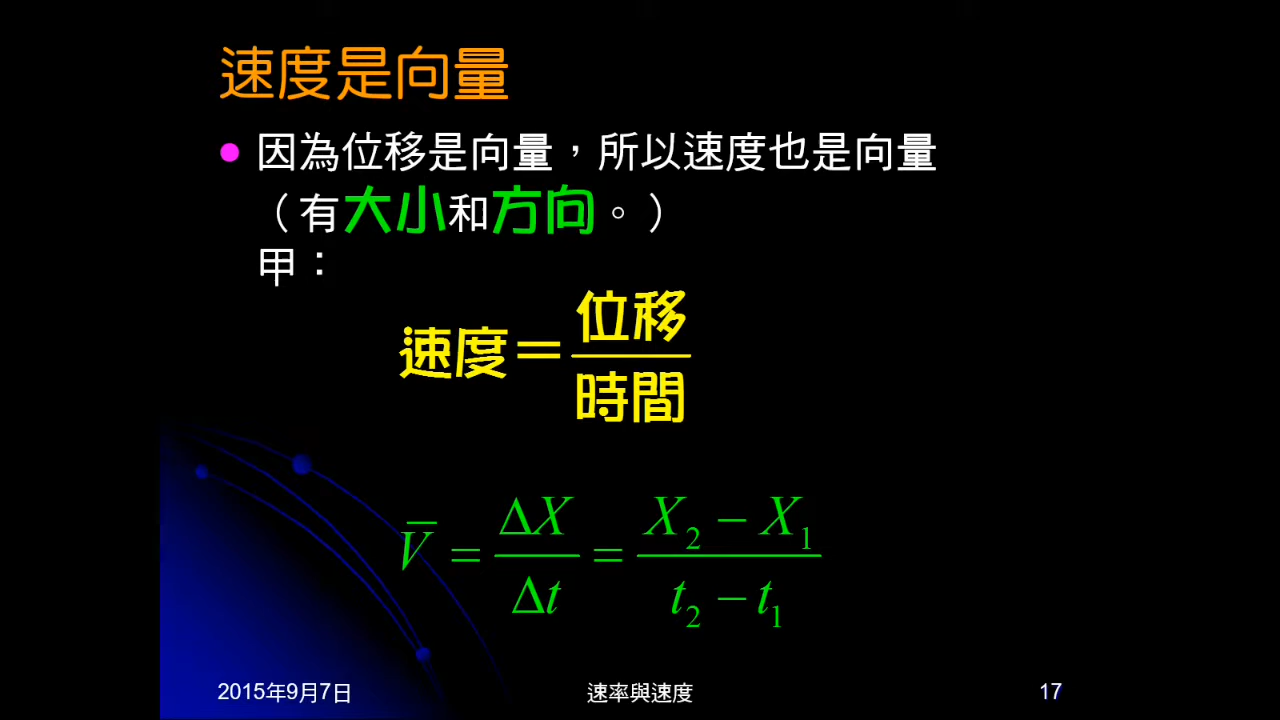 速度是向量
因為位移是向量，所以速度也是向量
（有大小和方向。）
甲：
速度＝位移/時間
V̅ = ΔX/Δt = (X₂ − X₁)/(t₂ − t₁)
2015年9月7日 速率與速度 17